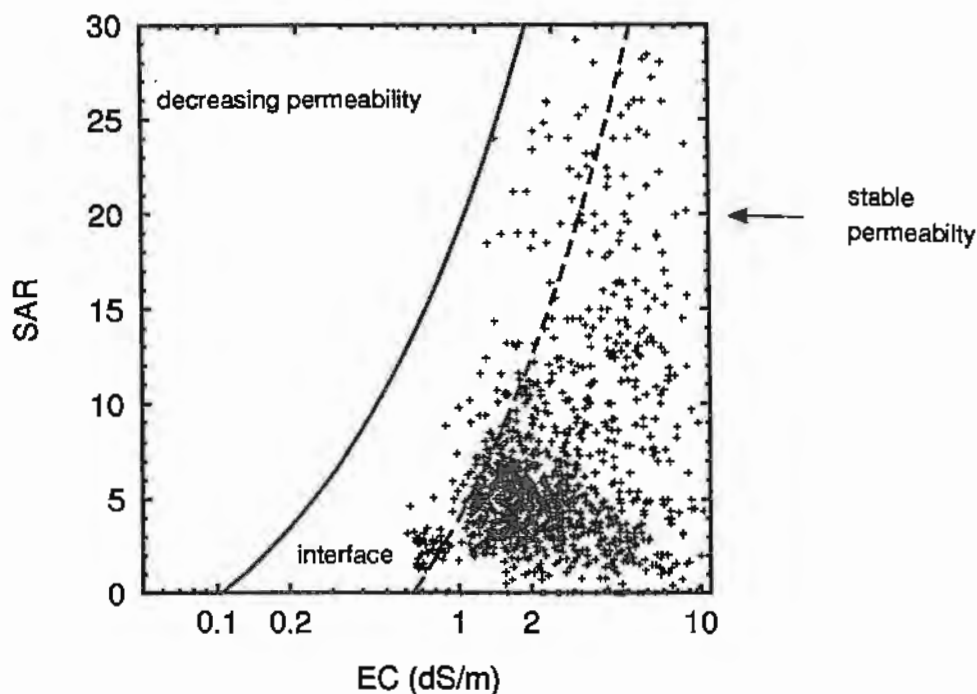 30
decreasing permeability
25
20
stable
permeabilty
SAR
15
10
5
interface
0
0.1 0.2 1 2 10
EC (dS/m)